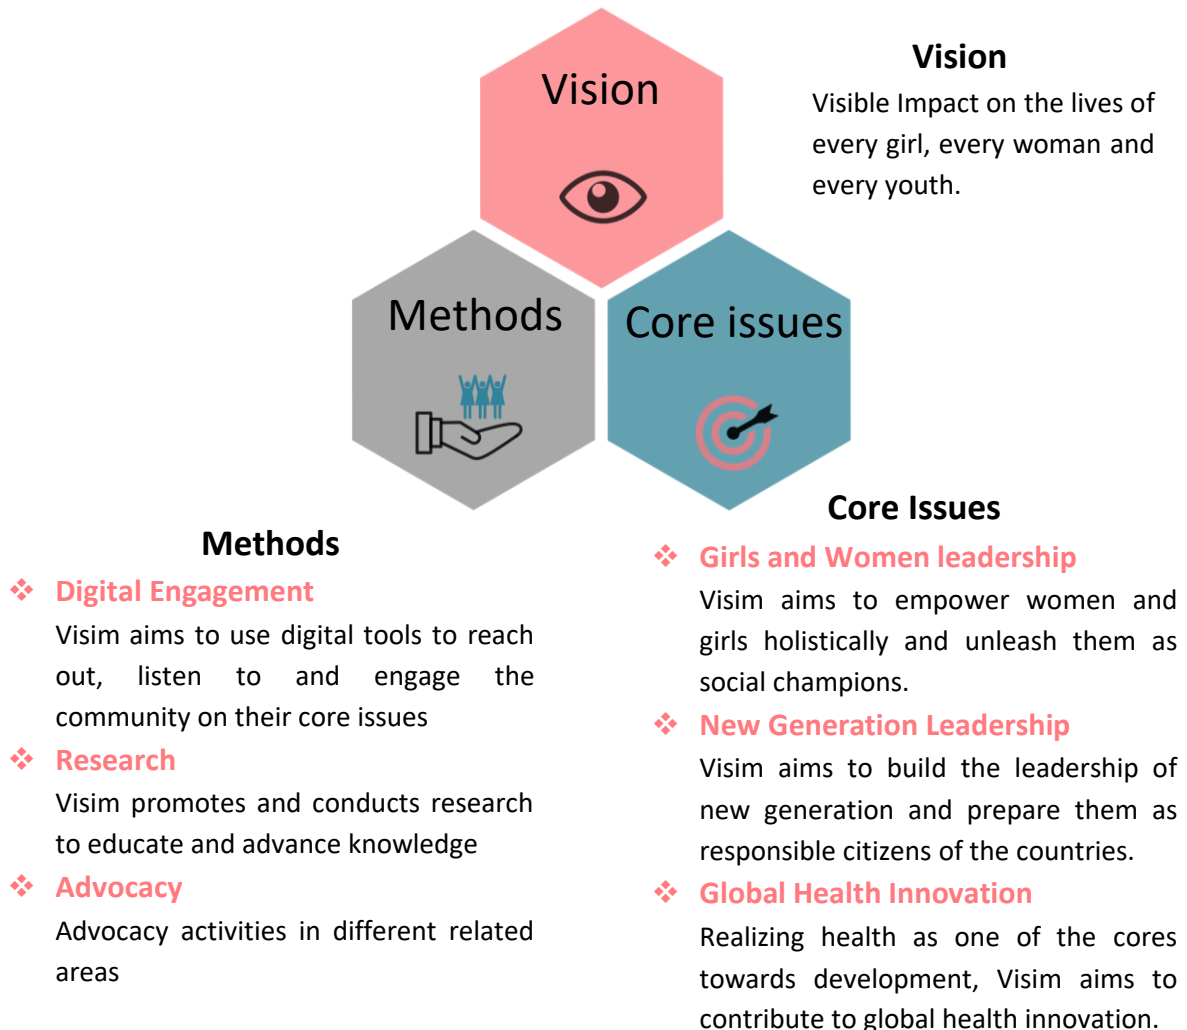 Vision
Vision
Visible Impact on the lives of
every girl, every woman and
every youth.
Methods
Core issues
Methods
❖ Digital Engagement
Visim aims to use digital tools to reach
out, listen to and engage the
community on their core issues
❖ Research
Visim promotes and conducts research
to educate and advance knowledge
❖ Advocacy
Advocacy activities in different related
areas
Core Issues
❖ Girls and Women leadership
Visim aims to empower women and
girls holistically and unleash them as
social champions.
❖ New Generation Leadership
Visim aims to build the leadership of
new generation and prepare them as
responsible citizens of the countries.
❖ Global Health Innovation
Realizing health as one of the cores
towards development, Visim aims to
contribute to global health innovation.